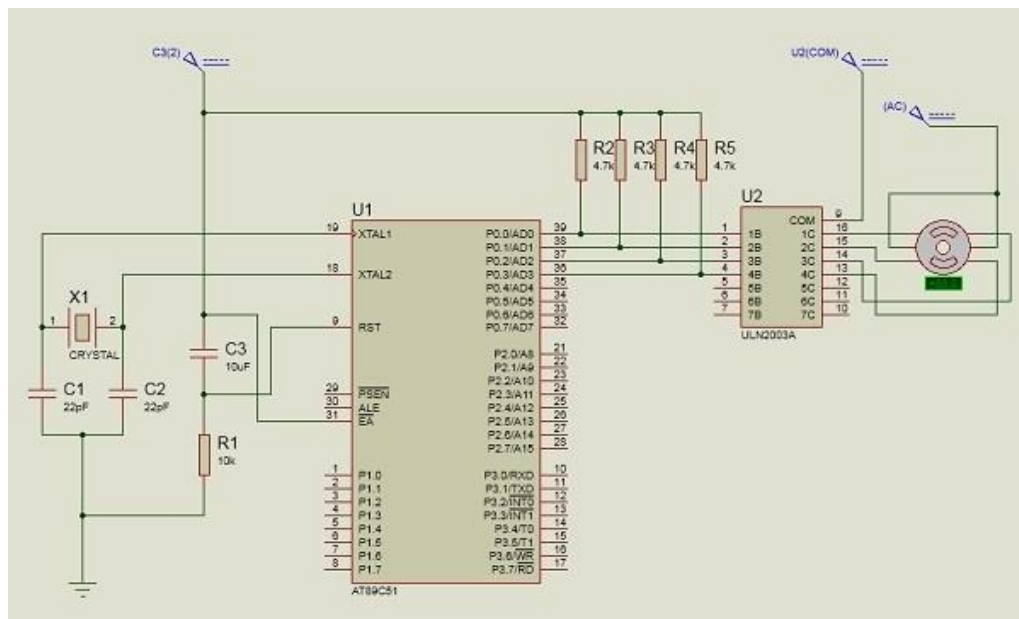 C3(2)
U2(COM)
(AC)
R2
4.7k
R3
4.7k
R4
4.7k
R5
4.7k
U1
19
XTAL1
18
XTAL2
9
RST
29
PSEN
30
ALE
31
EA
1
P1.0
2
P1.1
3
P1.2
4
P1.3
5
P1.4
6
P1.5
7
P1.6
8
P1.7
P0.0/AD0
39
P0.1/AD1
38
P0.2/AD2
37
P0.3/AD3
36
P0.4/AD4
35
P0.5/AD5
34
P0.6/AD6
33
P0.7/AD7
32
P2.0/A8
21
P2.1/A9
22
P2.2/A10
23
P2.3/A11
24
P2.4/A12
25
P2.5/A13
26
P2.6/A14
27
P2.7/A15
28
P3.0/RXD
10
P3.1/TXD
11
P3.2/INT0
12
P3.3/INT1
13
P3.4/T0
14
P3.5/T1
15
P3.6/WR
16
P3.7/RD
17
AT89C51
X1
1
2
CRYSTAL
C1
22pF
C2
22pF
C3
10uF
R1
10k
U2
1
1B
2
2B
3
3B
4
4B
5
5B
6
6B
7
7B
COM
9
1C
16
2C
15
3C
14
4C
13
5C
12
6C
11
7C
10
ULN2003A